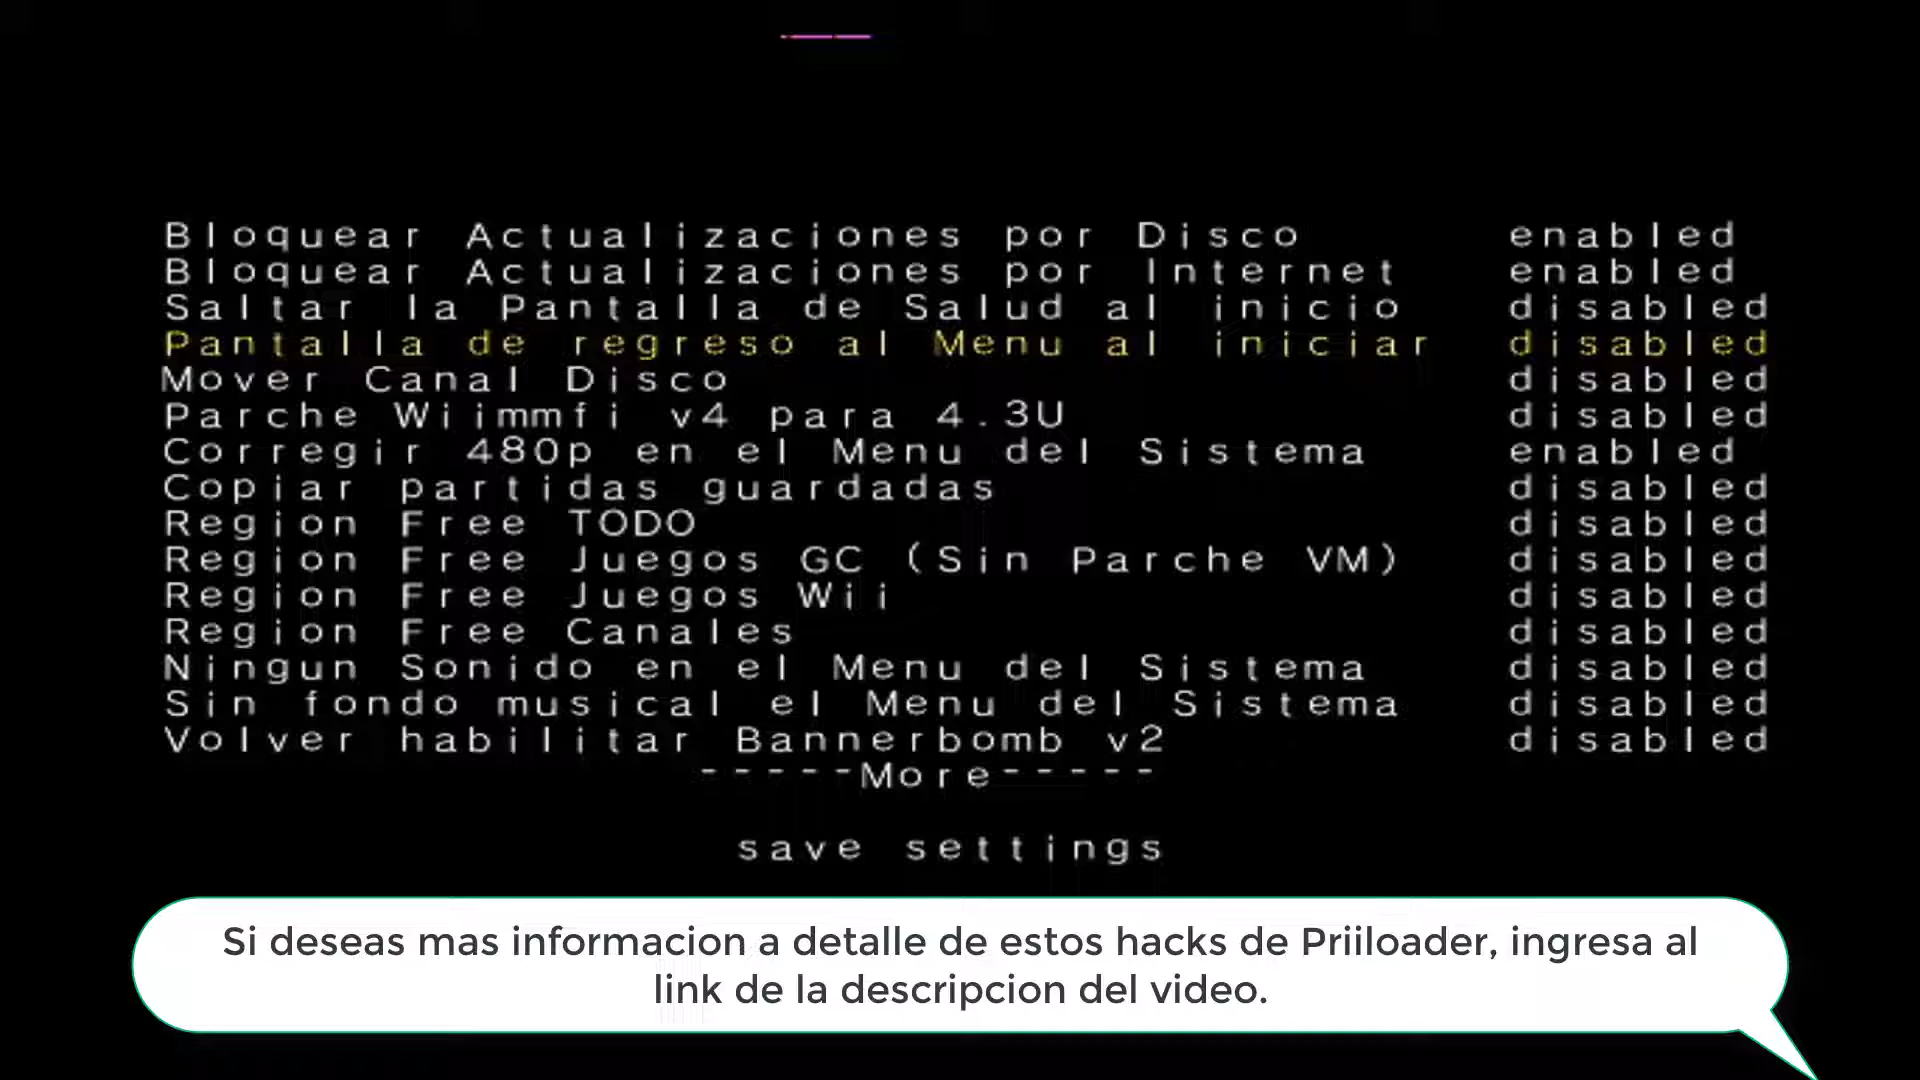 Bloquear Actualizaciones por Disco enabled
Bloquear Actualizaciones por Internet enabled
Saltar la Pantalla de Salud al inicio disabled
Pantalla de regreso al Menu al iniciar disabled
Mover Canal Disco disabled
Parche Wiimmfi v4 para 4.3U disabled
Corregir 480p en el Menu del Sistema enabled
Copiar partidas guardadas disabled
Region Free TODO disabled
Region Free Juegos GC (Sin Parche VM) disabled
Region Free Juegos Wii disabled
Region Free Canales disabled
Ningun Sonido en el Menu del Sistema disabled
Sin fondo musical el Menu del Sistema disabled
Volver habilitar Bannerbomb v2 disabled
-----More-----
save settings
Si deseas mas informacion a detalle de estos hacks de Priiloader, ingresa al
link de la descripcion del video.